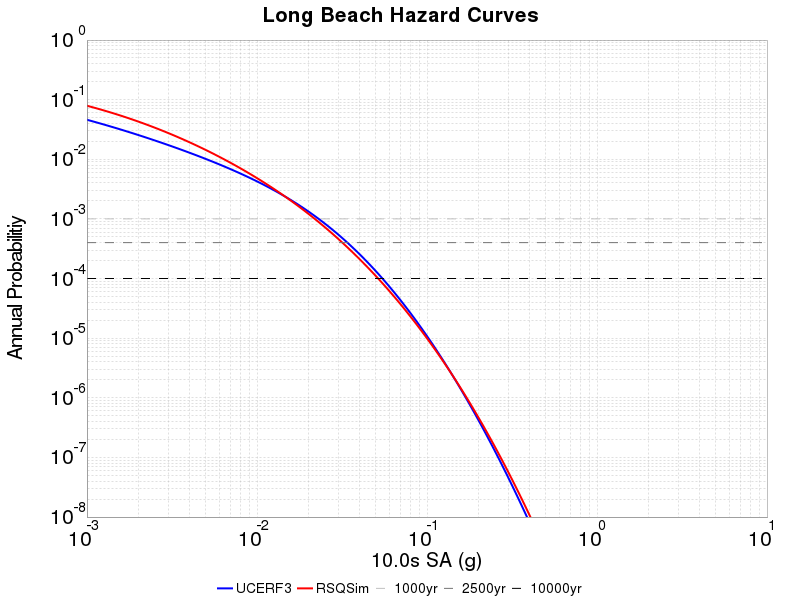 Long Beach Hazard Curves
Annual Probabilitiy
10^0
10^-1
10^-2
10^-3
10^-4
10^-5
10^-6
10^-7
10^-8
10^-3 10^-2 10^-1 10^0 10^1
10.0s SA (g)
UCERF3 RSQSim 1000yr 2500yr 10000yr